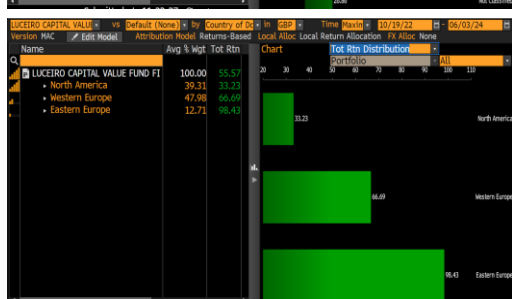 26.86
Not Classified
LUCEIRO CAPITAL VALU vs Default (None) by Country of Do in GBP Time Maxin 10/19/22 - 06/03/24
Version MAC Edit Model Attribution Model Returns-Based Local Alloc Local Return Allocation FX Alloc None
Name Avg % Wgt Tot Rtn
LUCEIRO CAPITAL VALUE FUND FI 100.00 55.57
North America 39.31 33.23
Western Europe 47.98 66.69
Eastern Europe 12.71 98.43
Chart Tot Rtn Distribution
Portfolio All
20 30 40 50 60 70 80 90 100 110
33.23 North America
66.69 Western Europe
98.43 Eastern Europe